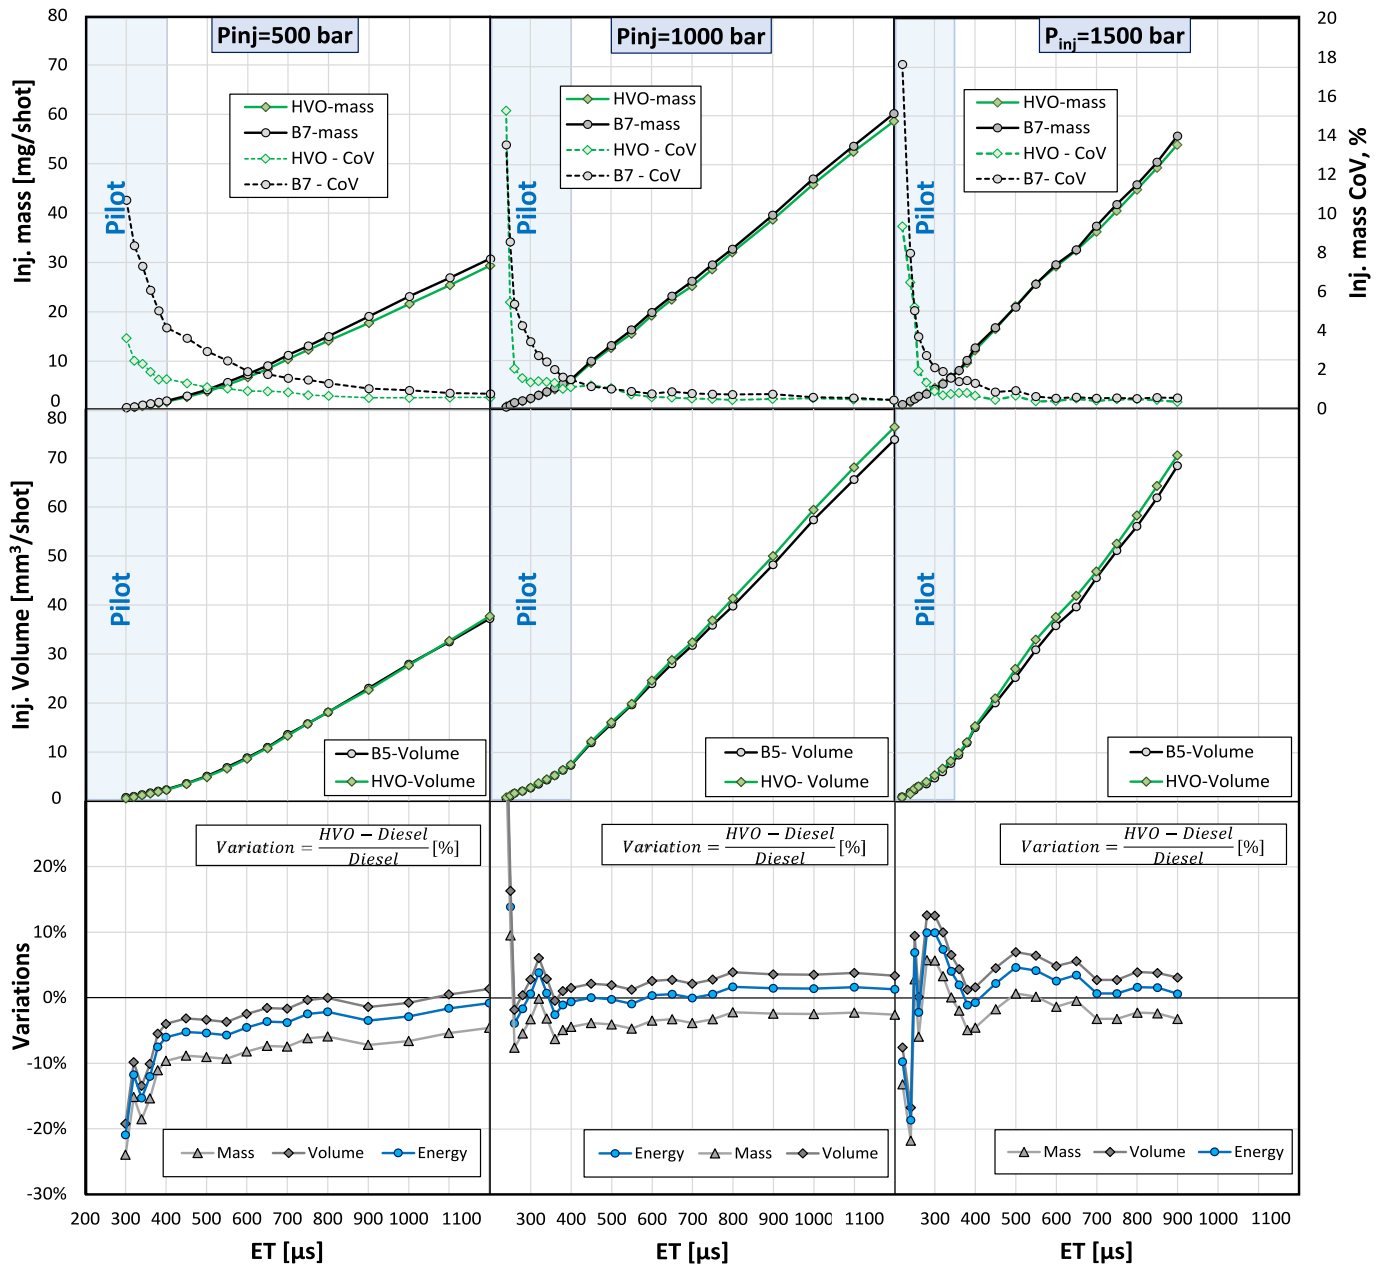 Pinj=500 bar
Pinj=1000 bar
Pinj=1500 bar
Inj. mass [mg/shot]
80
70
60
50
40
30
20
10
0
Pilot
HVO-mass
B7-mass
HVO - CoV
B7 - CoV
Pilot
HVO-mass
B7-mass
HVO - CoV
B7 - CoV
Pilot
HVO-mass
B7-mass
HVO - CoV
B7- CoV
20
18
16
14
12
10
8
6
4
2
0
Inj. mass CoV, %
Inj. Volume [mm³/shot]
80
70
60
50
40
30
20
10
0
Pilot
B5-Volume
HVO-Volume
Pilot
B5- Volume
HVO- Volume
Pilot
B5-Volume
HVO-Volume
Variations
20%
10%
0%
-10%
-20%
-30%
Variation = HVO − Diesel / Diesel [%]
Variation = HVO − Diesel / Diesel [%]
Variation = HVO − Diesel / Diesel [%]
Mass Volume Energy
Energy Mass Volume
Mass Volume Energy
200 300 400 500 600 700 800 900 1000 1100
300 400 500 600 700 800 900 1000 1100
300 400 500 600 700 800 900 1000 1100
ET [µs]
ET [µs]
ET [µs]